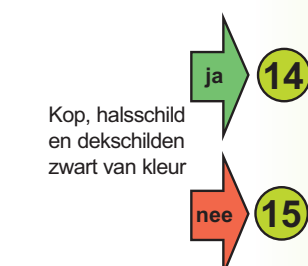 ja
14
Kop, halsschild
en dekschilden
zwart van kleur
nee
15